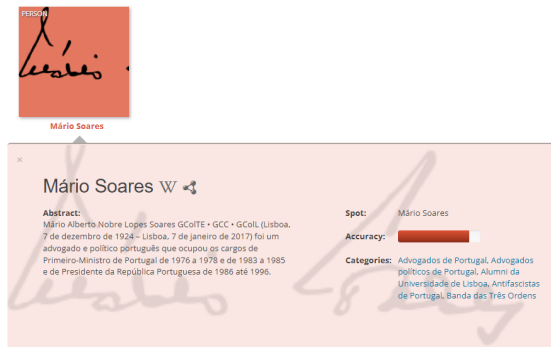 PERSON
Mário Soares
×
Mário Soares W
Abstract:
Mário Alberto Nobre Lopes Soares GColTE • GCC • GColL (Lisboa,
7 de dezembro de 1924 – Lisboa, 7 de janeiro de 2017) foi um
advogado e político português que ocupou os cargos de
Primeiro-Ministro de Portugal de 1976 a 1978 e de 1983 a 1985
e de Presidente da República Portuguesa de 1986 até 1996.
Spot: Mário Soares
Accuracy:
Categories: Advogados de Portugal, Advogados
políticos de Portugal, Alumni da
Universidade de Lisboa, Antifascistas
de Portugal, Banda das Três Ordens